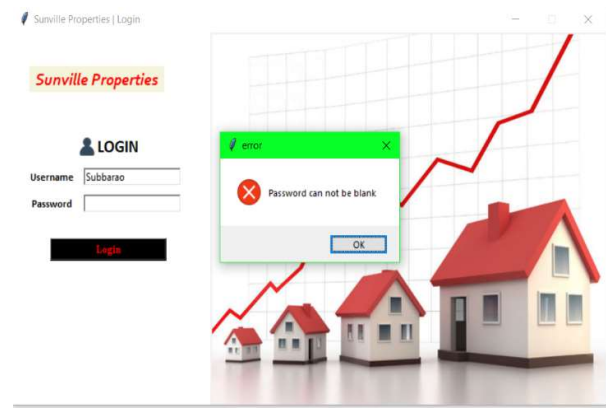 Sunville Properties | Login
Sunville Properties
LOGIN
Username Subbarao
Password
Login
error
Password can not be blank
OK